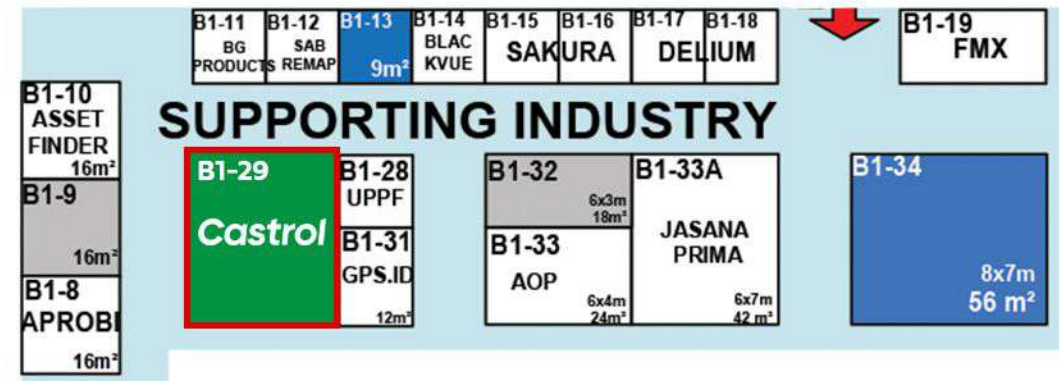 B1-11
BG
PRODUCTS
B1-12
SAB
REMAP
B1-13
9m²
B1-14
BLAC
KVUE
B1-15 B1-16
SAKURA
B1-17 B1-18
DELIUM
B1-19
FMX
B1-10
ASSET
FINDER
16m²
SUPPORTING INDUSTRY
B1-9
16m²
B1-8
APROBI
16m²
B1-29
Castrol
B1-28
UPPF
B1-31
GPS.ID
12m²
B1-32
6x3m
18m²
B1-33
AOP
6x4m
24m²
B1-33A
JASANA
PRIMA
6x7m
42 m²
B1-34
8x7m
56 m²